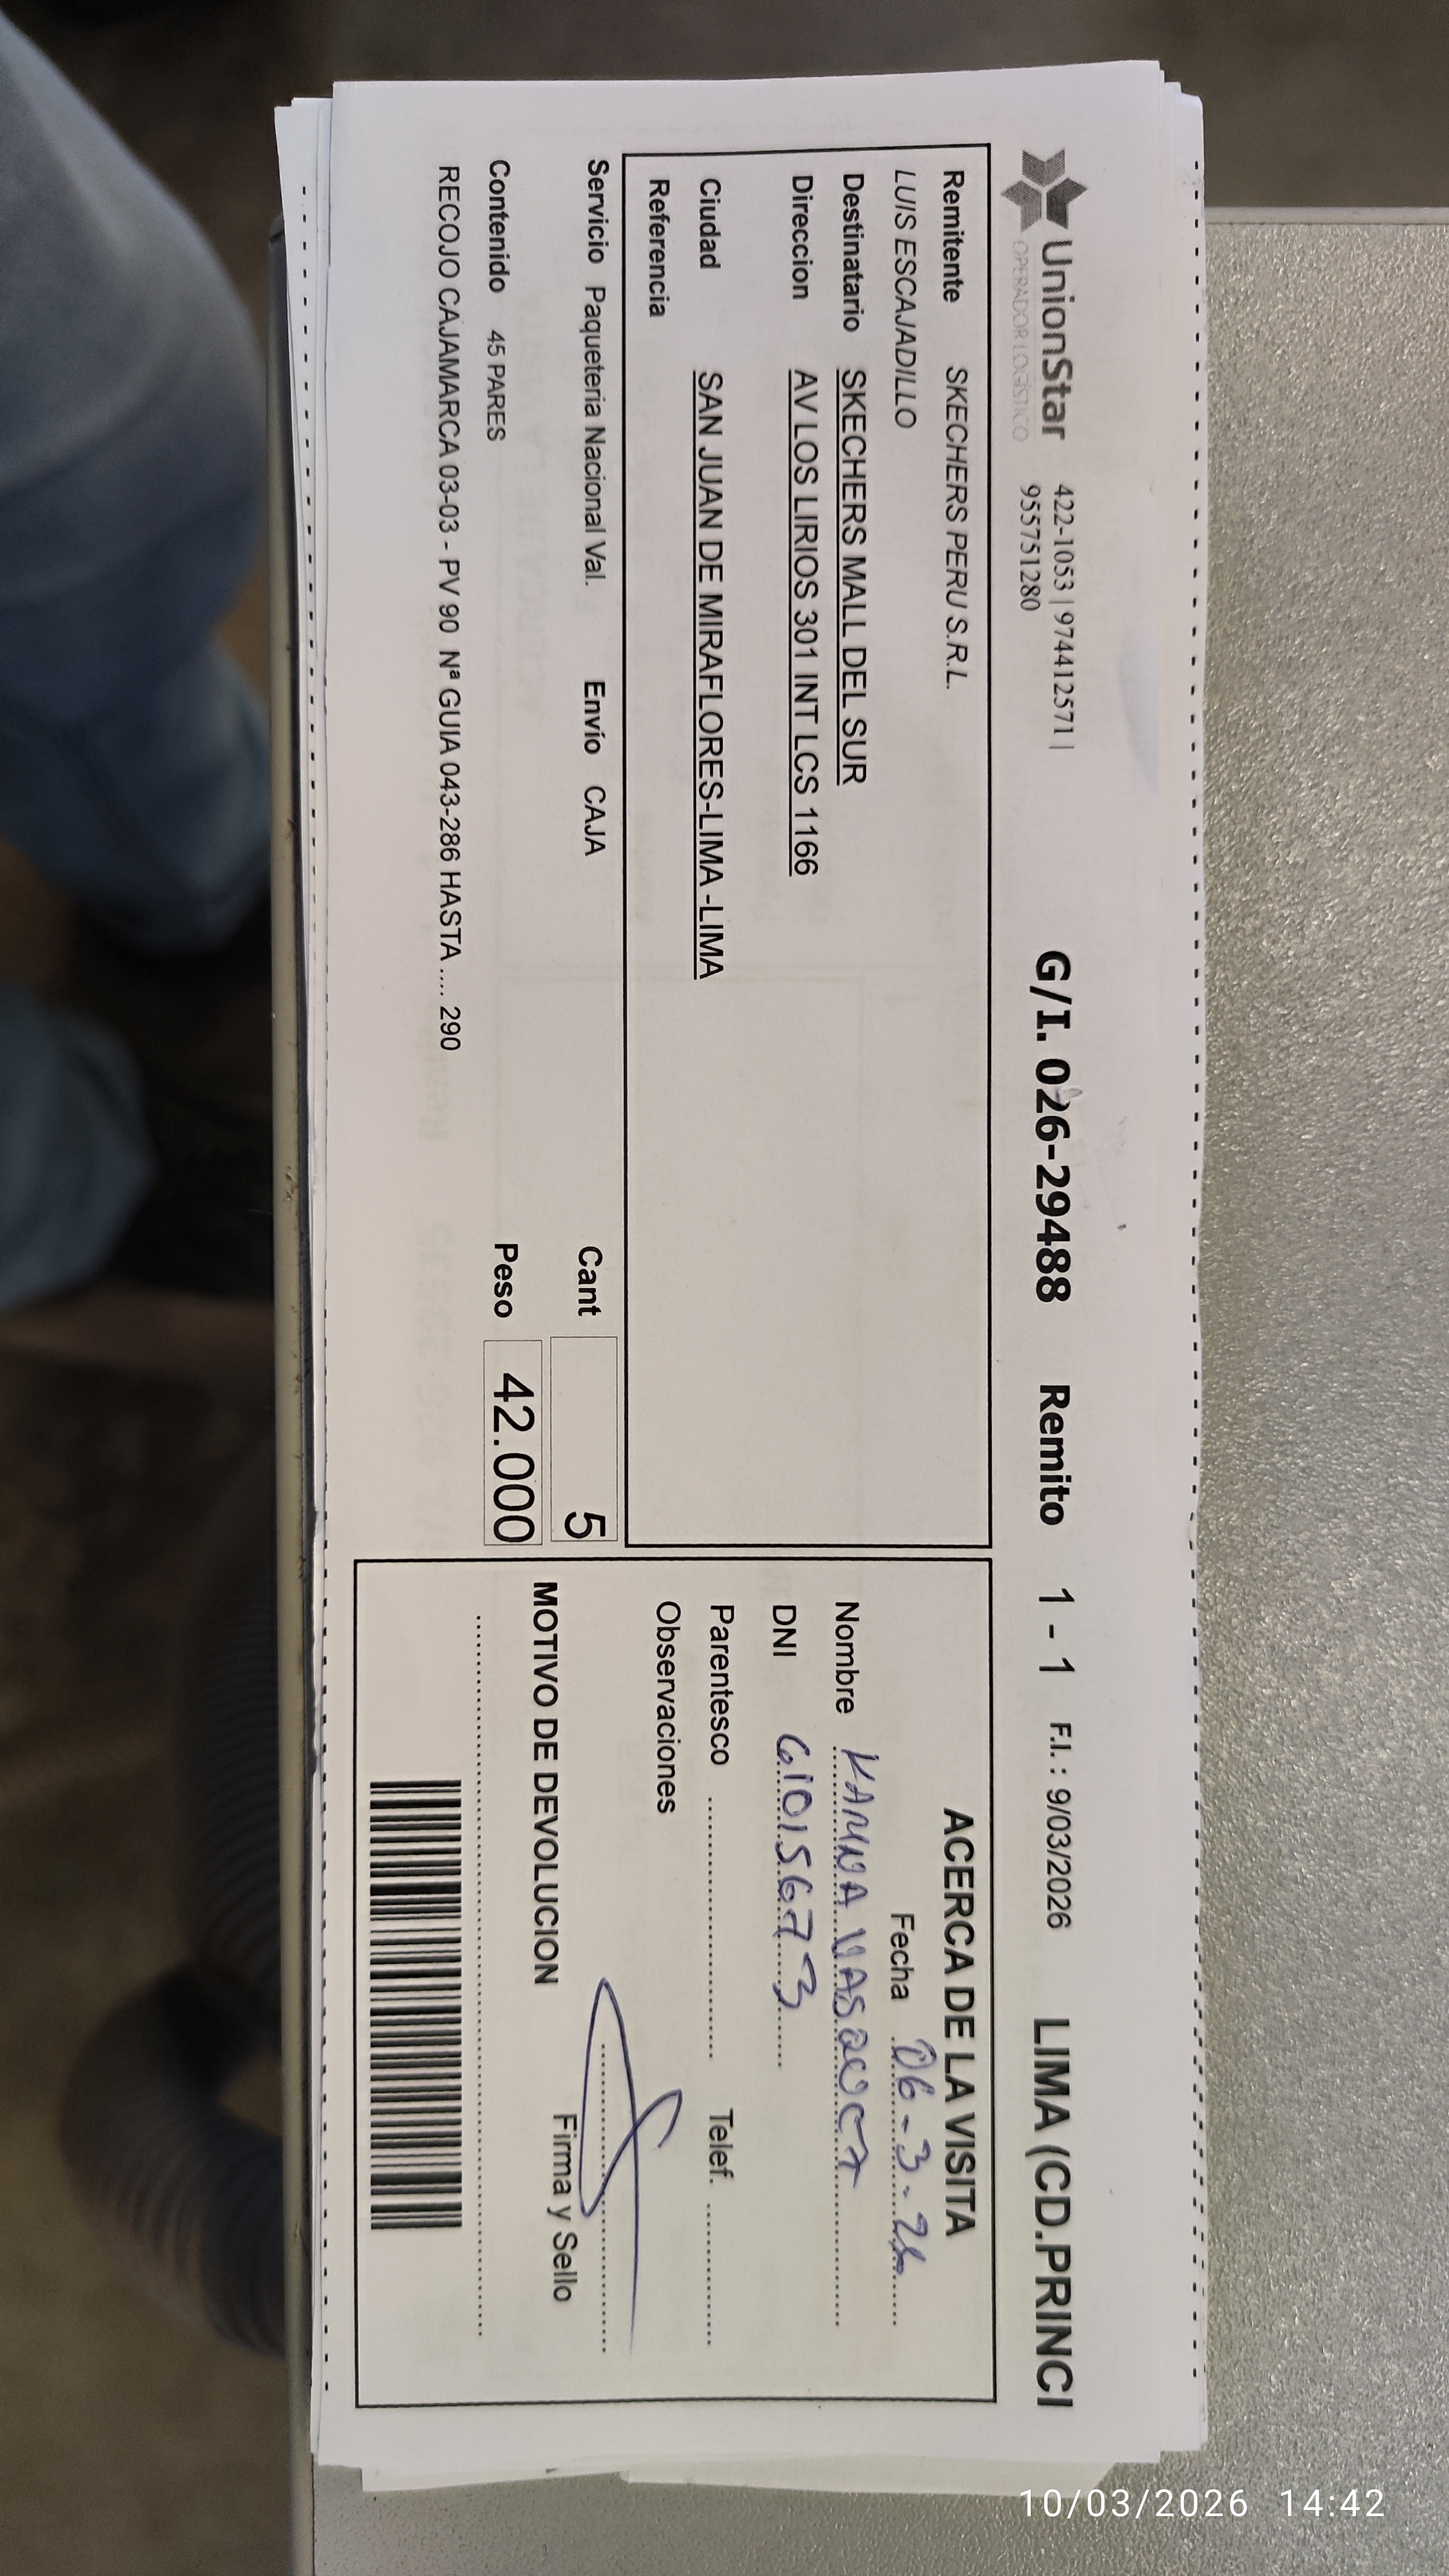 UnionStar
OPERADOR LOGÍSTICO
422-1053 | 974412571 |
955751280
G/I. 026-29488 Remito 1 - 1 F.I. : 9/03/2026 LIMA (CD.PRINCI
Remitente SKECHERS PERU S.R.L.
LUIS ESCAJADILLO
Destinatario SKECHERS MALL DEL SUR
Direccion AV LOS LIRIOS 301 INT LCS 1166
Ciudad SAN JUAN DE MIRAFLORES-LIMA -LIMA
Referencia
Servicio Paqueteria Nacional Val. Envío CAJA Cant 5
Contenido 45 PARES Peso 42.000
RECOJO CAJAMARCA 03-03 - PV 90 Nª GUIA 043-286 HASTA .... 290
ACERCA DE LA VISITA
Fecha 06-3-26
Nombre
DNI 61015673
Parentesco Telef.
Observaciones
Firma y Sello
MOTIVO DE DEVOLUCION
10/03/2026 14:42